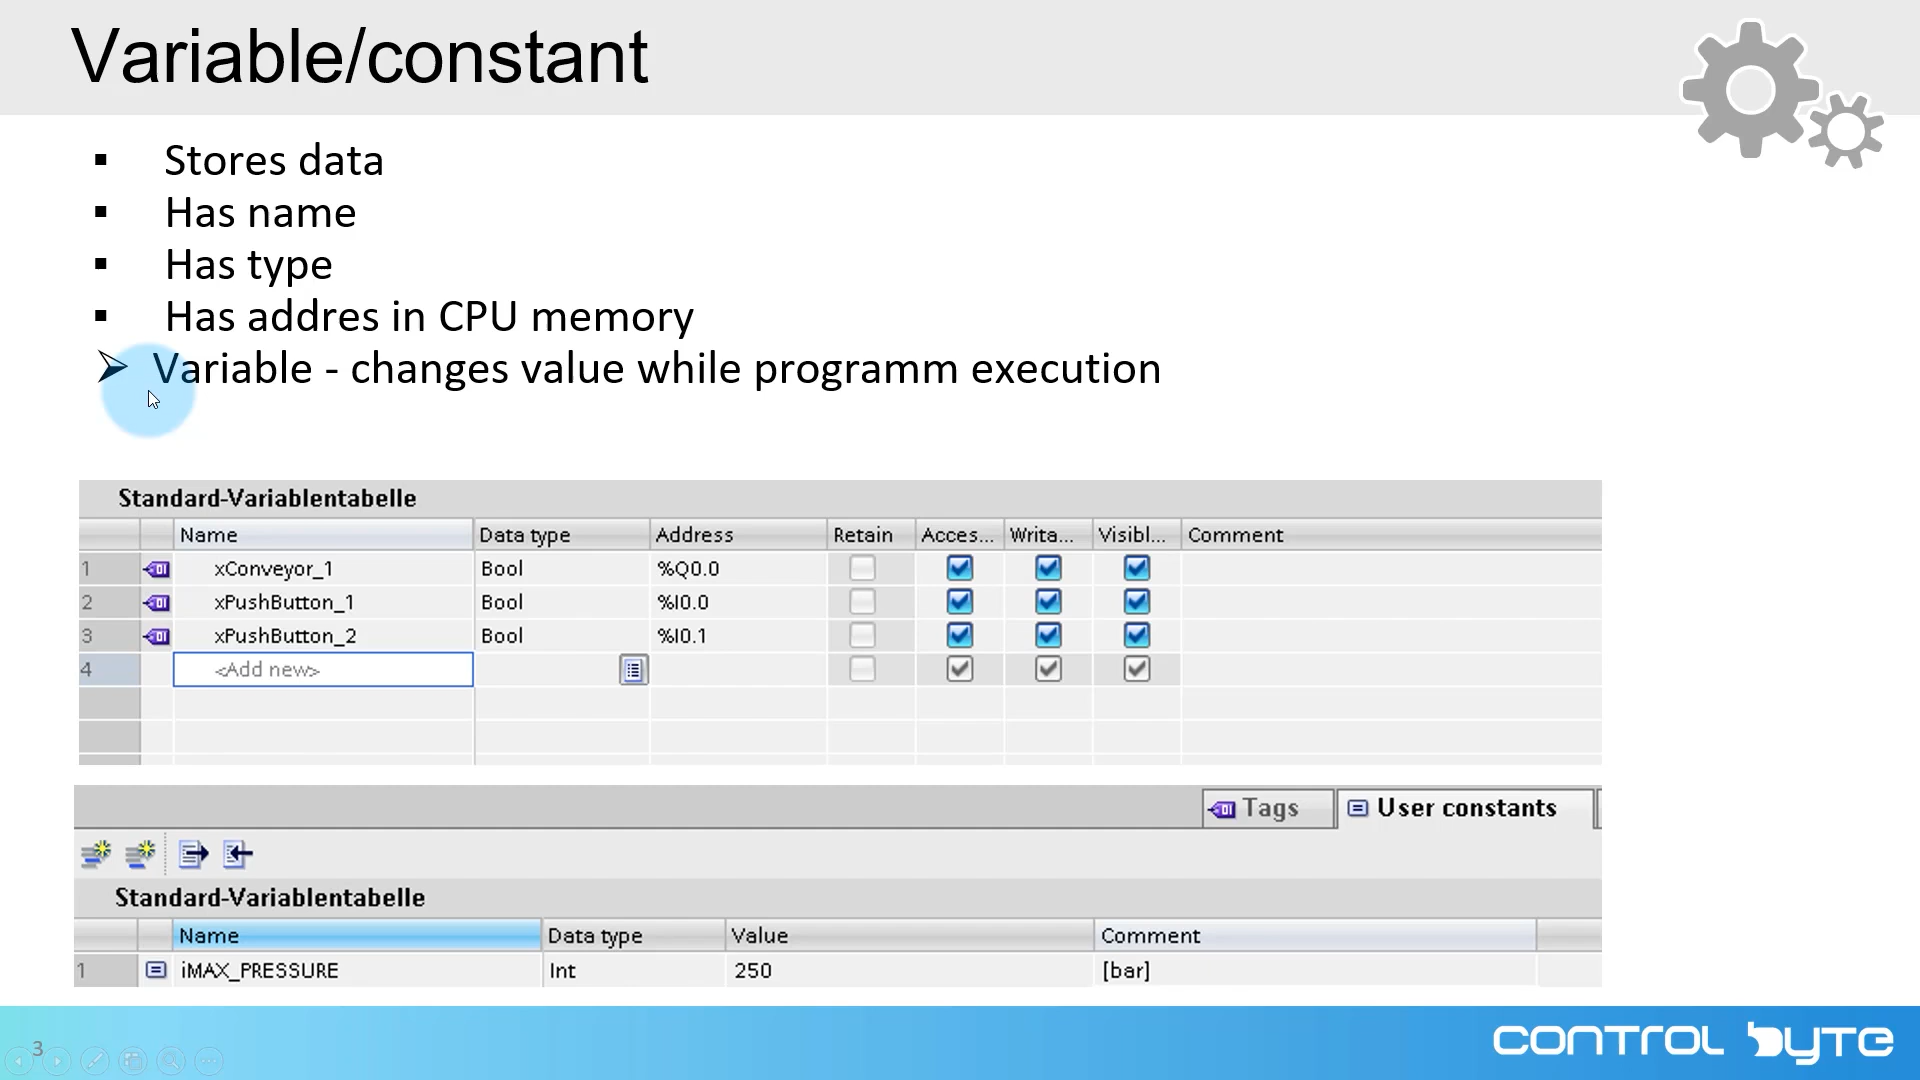 Variable/constant
▪ Stores data
▪ Has name
▪ Has type
▪ Has addres in CPU memory
➢ Variable - changes value while programm execution
Standard-Variablentabelle
Name Data type Address Retain Acces... Writa... Visibl... Comment
1 xConveyor_1 Bool %Q0.0
2 xPushButton_1 Bool %I0.0
3 xPushButton_2 Bool %I0.1
4 <Add new>
Tags User constants
Standard-Variablentabelle
Name Data type Value Comment
1 iMAX_PRESSURE Int 250 [bar]
3
CONTROL BYTE